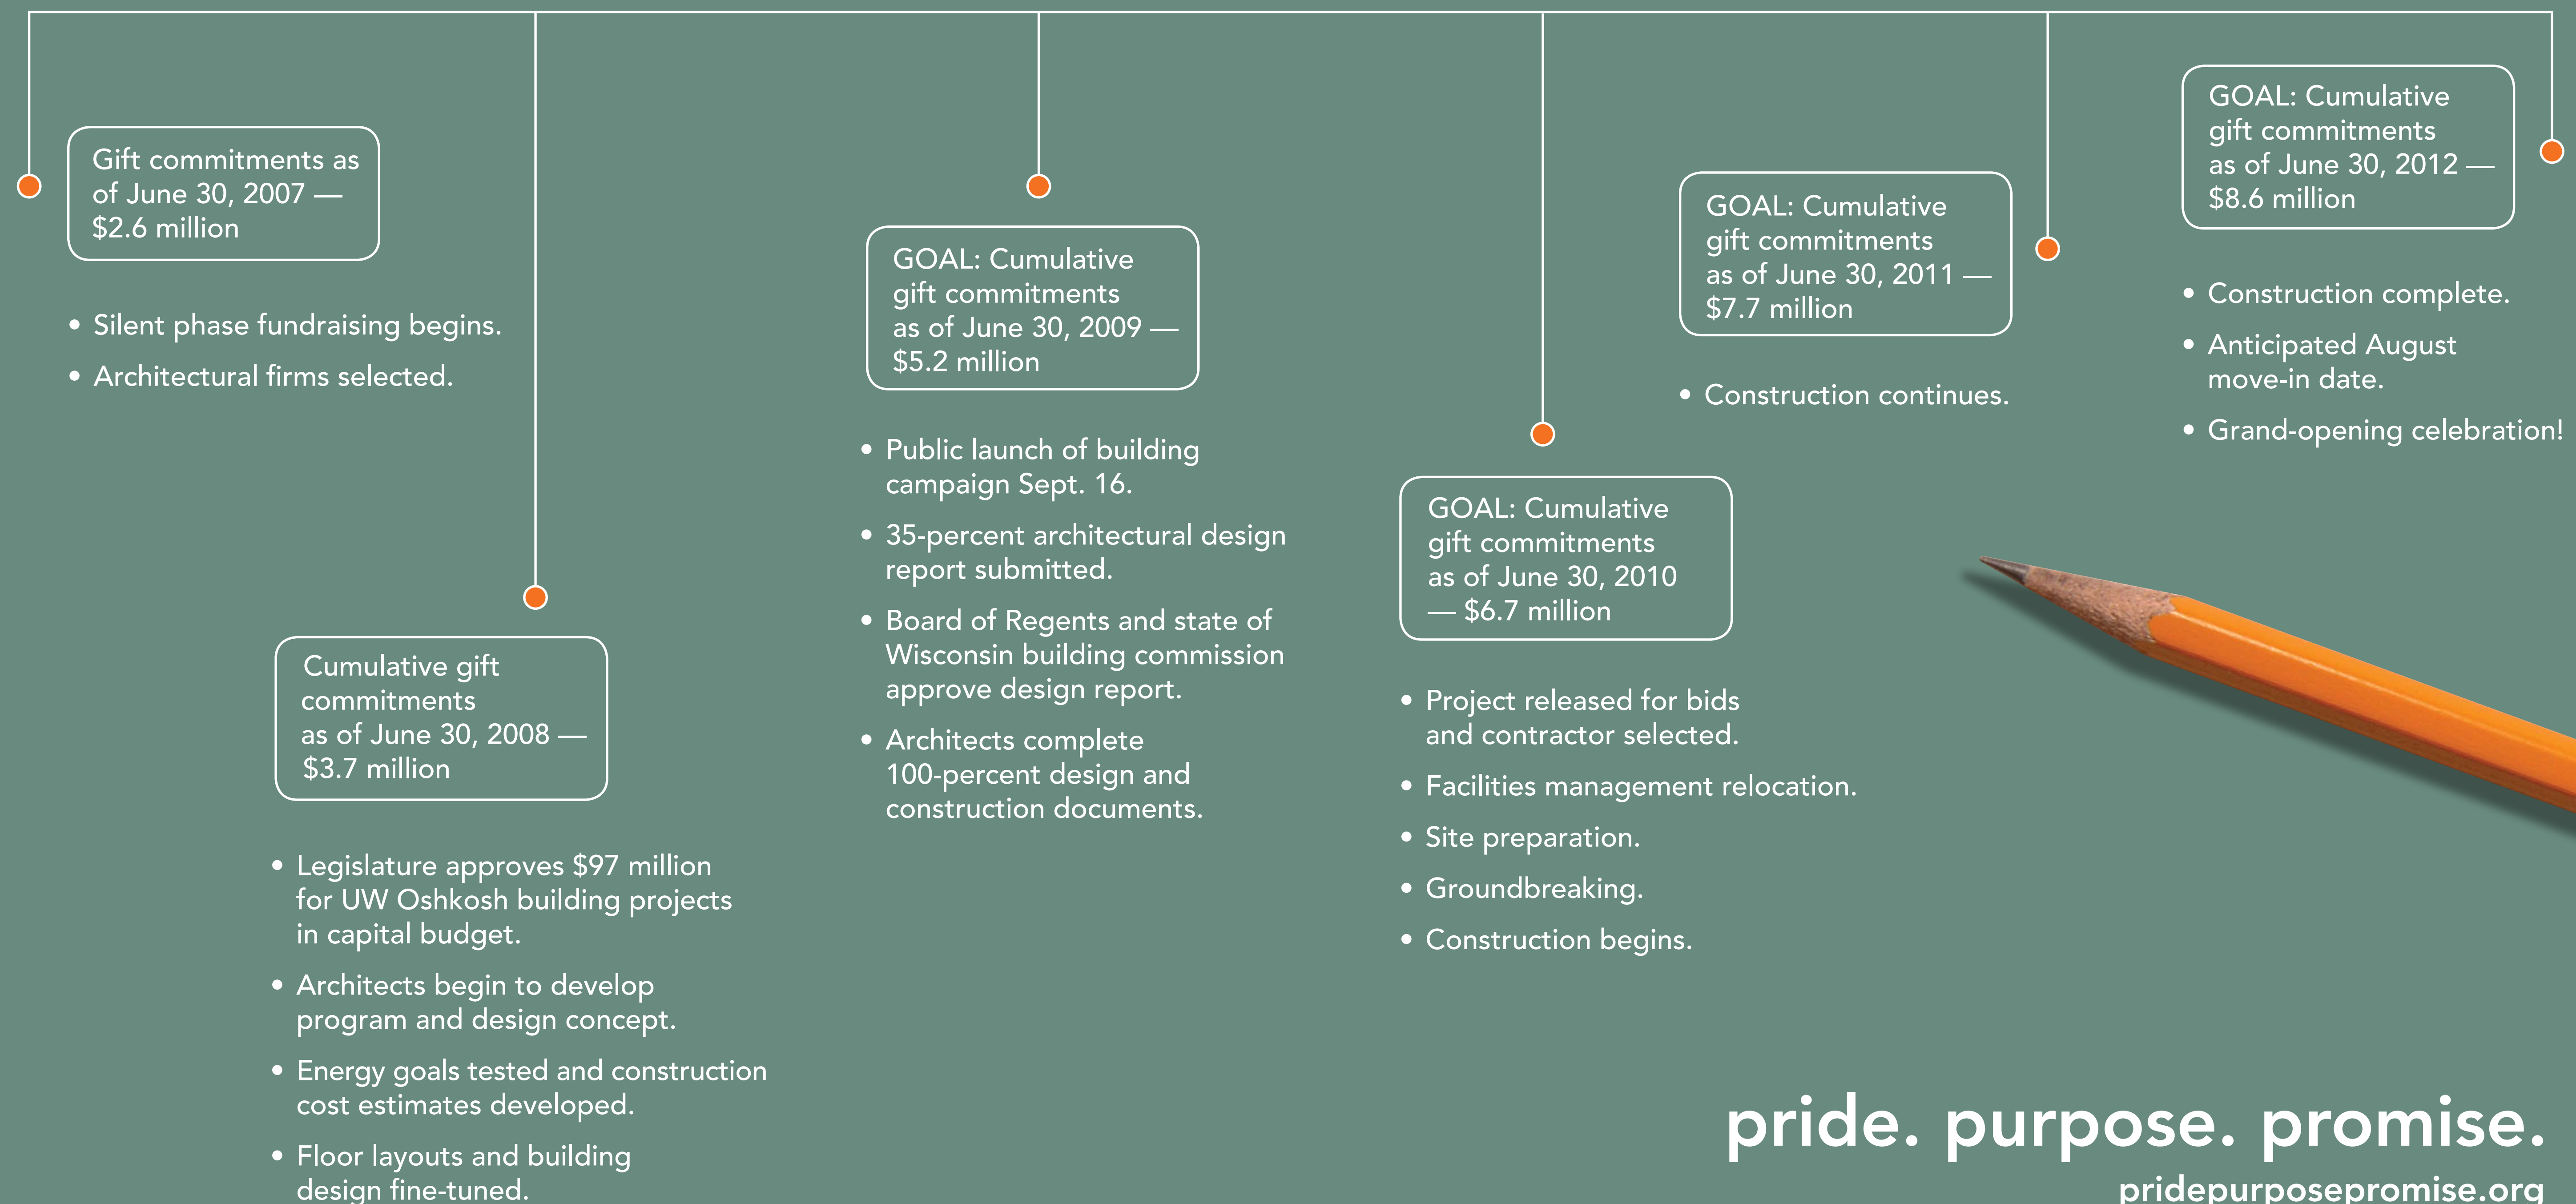 Gift commitments as
of June 30, 2007 —
$2.6 million
• Silent phase fundraising begins.
• Architectural firms selected.
Cumulative gift
commitments
as of June 30, 2008 —
$3.7 million
• Legislature approves $97 million
for UW Oshkosh building projects
in capital budget.
• Architects begin to develop
program and design concept.
• Energy goals tested and construction
cost estimates developed.
• Floor layouts and building
design fine-tuned.
GOAL: Cumulative
gift commitments
as of June 30, 2009 —
$5.2 million
• Public launch of building
campaign Sept. 16.
• 35-percent architectural design
report submitted.
• Board of Regents and state of
Wisconsin building commission
approve design report.
• Architects complete
100-percent design and
construction documents.
GOAL: Cumulative
gift commitments
as of June 30, 2010
— $6.7 million
• Project released for bids
and contractor selected.
• Facilities management relocation.
• Site preparation.
• Groundbreaking.
• Construction begins.
GOAL: Cumulative
gift commitments
as of June 30, 2011 —
$7.7 million
• Construction continues.
GOAL: Cumulative
gift commitments
as of June 30, 2012 —
$8.6 million
• Construction complete.
• Anticipated August
move-in date.
• Grand-opening celebration!
pride. purpose. promise.
pridepurposepromise.org